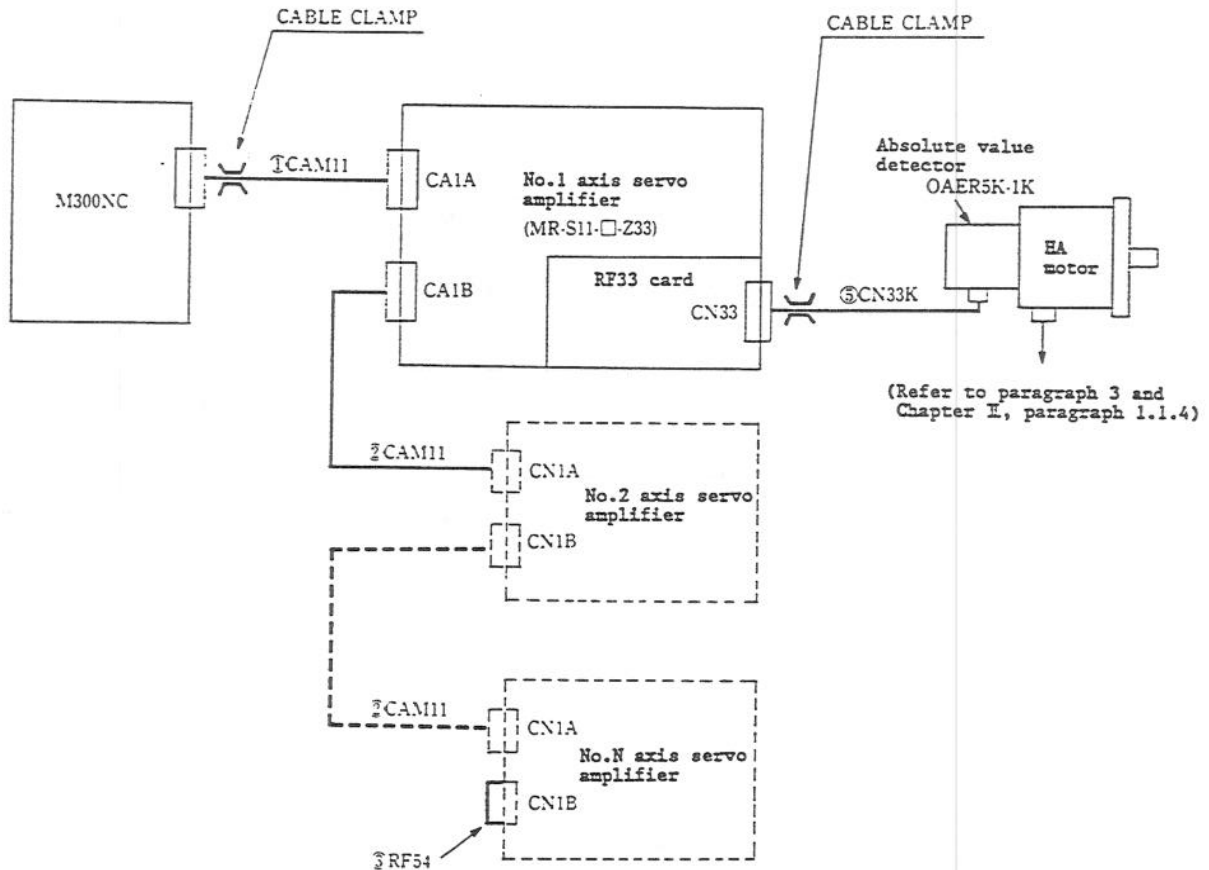 CABLE CLAMP
CABLE CLAMP
M300NC
①CAM11
CA1A
No.1 axis servo
amplifier
(MR-S11-□-Z33)
Absolute value
detector
OAER5K-1K
HA
motor
CA1B
RF33 card
CN33
⑤CN33K
(Refer to paragraph 3 and
Chapter II, paragraph 1.1.4)
②CAM11
CN1A
No.2 axis servo
amplifier
CN1B
②CAM11
CN1A
No.N axis servo
amplifier
CN1B
③RF54